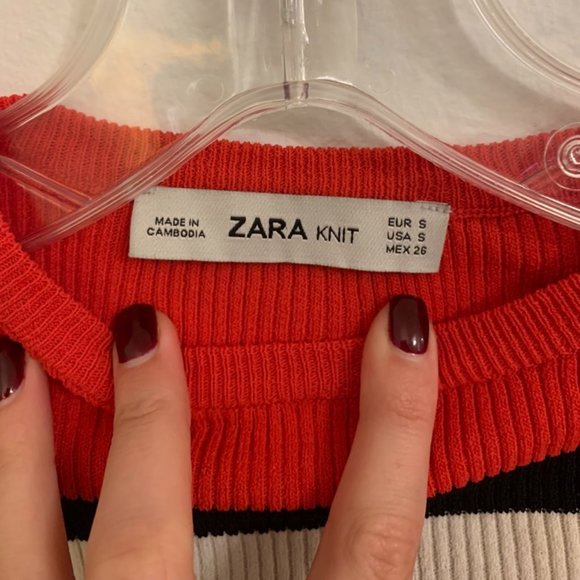 MADE IN
CAMBODIA
ZARA KNIT
EUR S
USA S
MEX 26